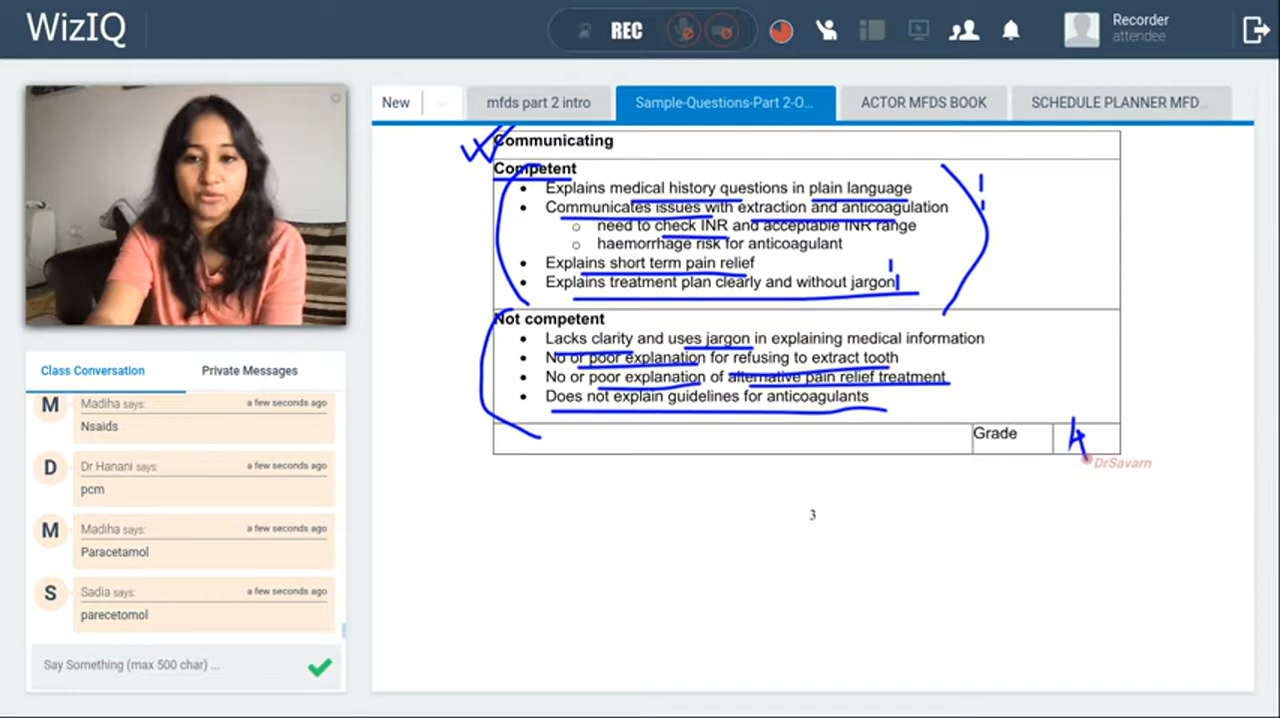 WizIQ
REC
Recorder
attendee
New
mfds part 2 intro
Sample-Questions-Part 2-O...
ACTOR MFDS BOOK
SCHEDULE PLANNER MFD...
Communicating
Competent
• Explains medical history questions in plain language
• Communicates issues with extraction and anticoagulation
o need to check INR and acceptable INR range
o haemorrhage risk for anticoagulant
• Explains short term pain relief
• Explains treatment plan clearly and without jargon
Not competent
• Lacks clarity and uses jargon in explaining medical information
• No or poor explanation for refusing to extract tooth
• No or poor explanation of alternative pain relief treatment
• Does not explain guidelines for anticoagulants
Grade 4
DrSavarn
3
Class Conversation
Private Messages
M
Madiha says:
a few seconds ago
Nsaids
D
Dr Hanani says:
a few seconds ago
pcm
M
Madiha says:
a few seconds ago
Paracetamol
S
Sadia says:
a few seconds ago
parecetomol
Say Something (max 500 char) ...